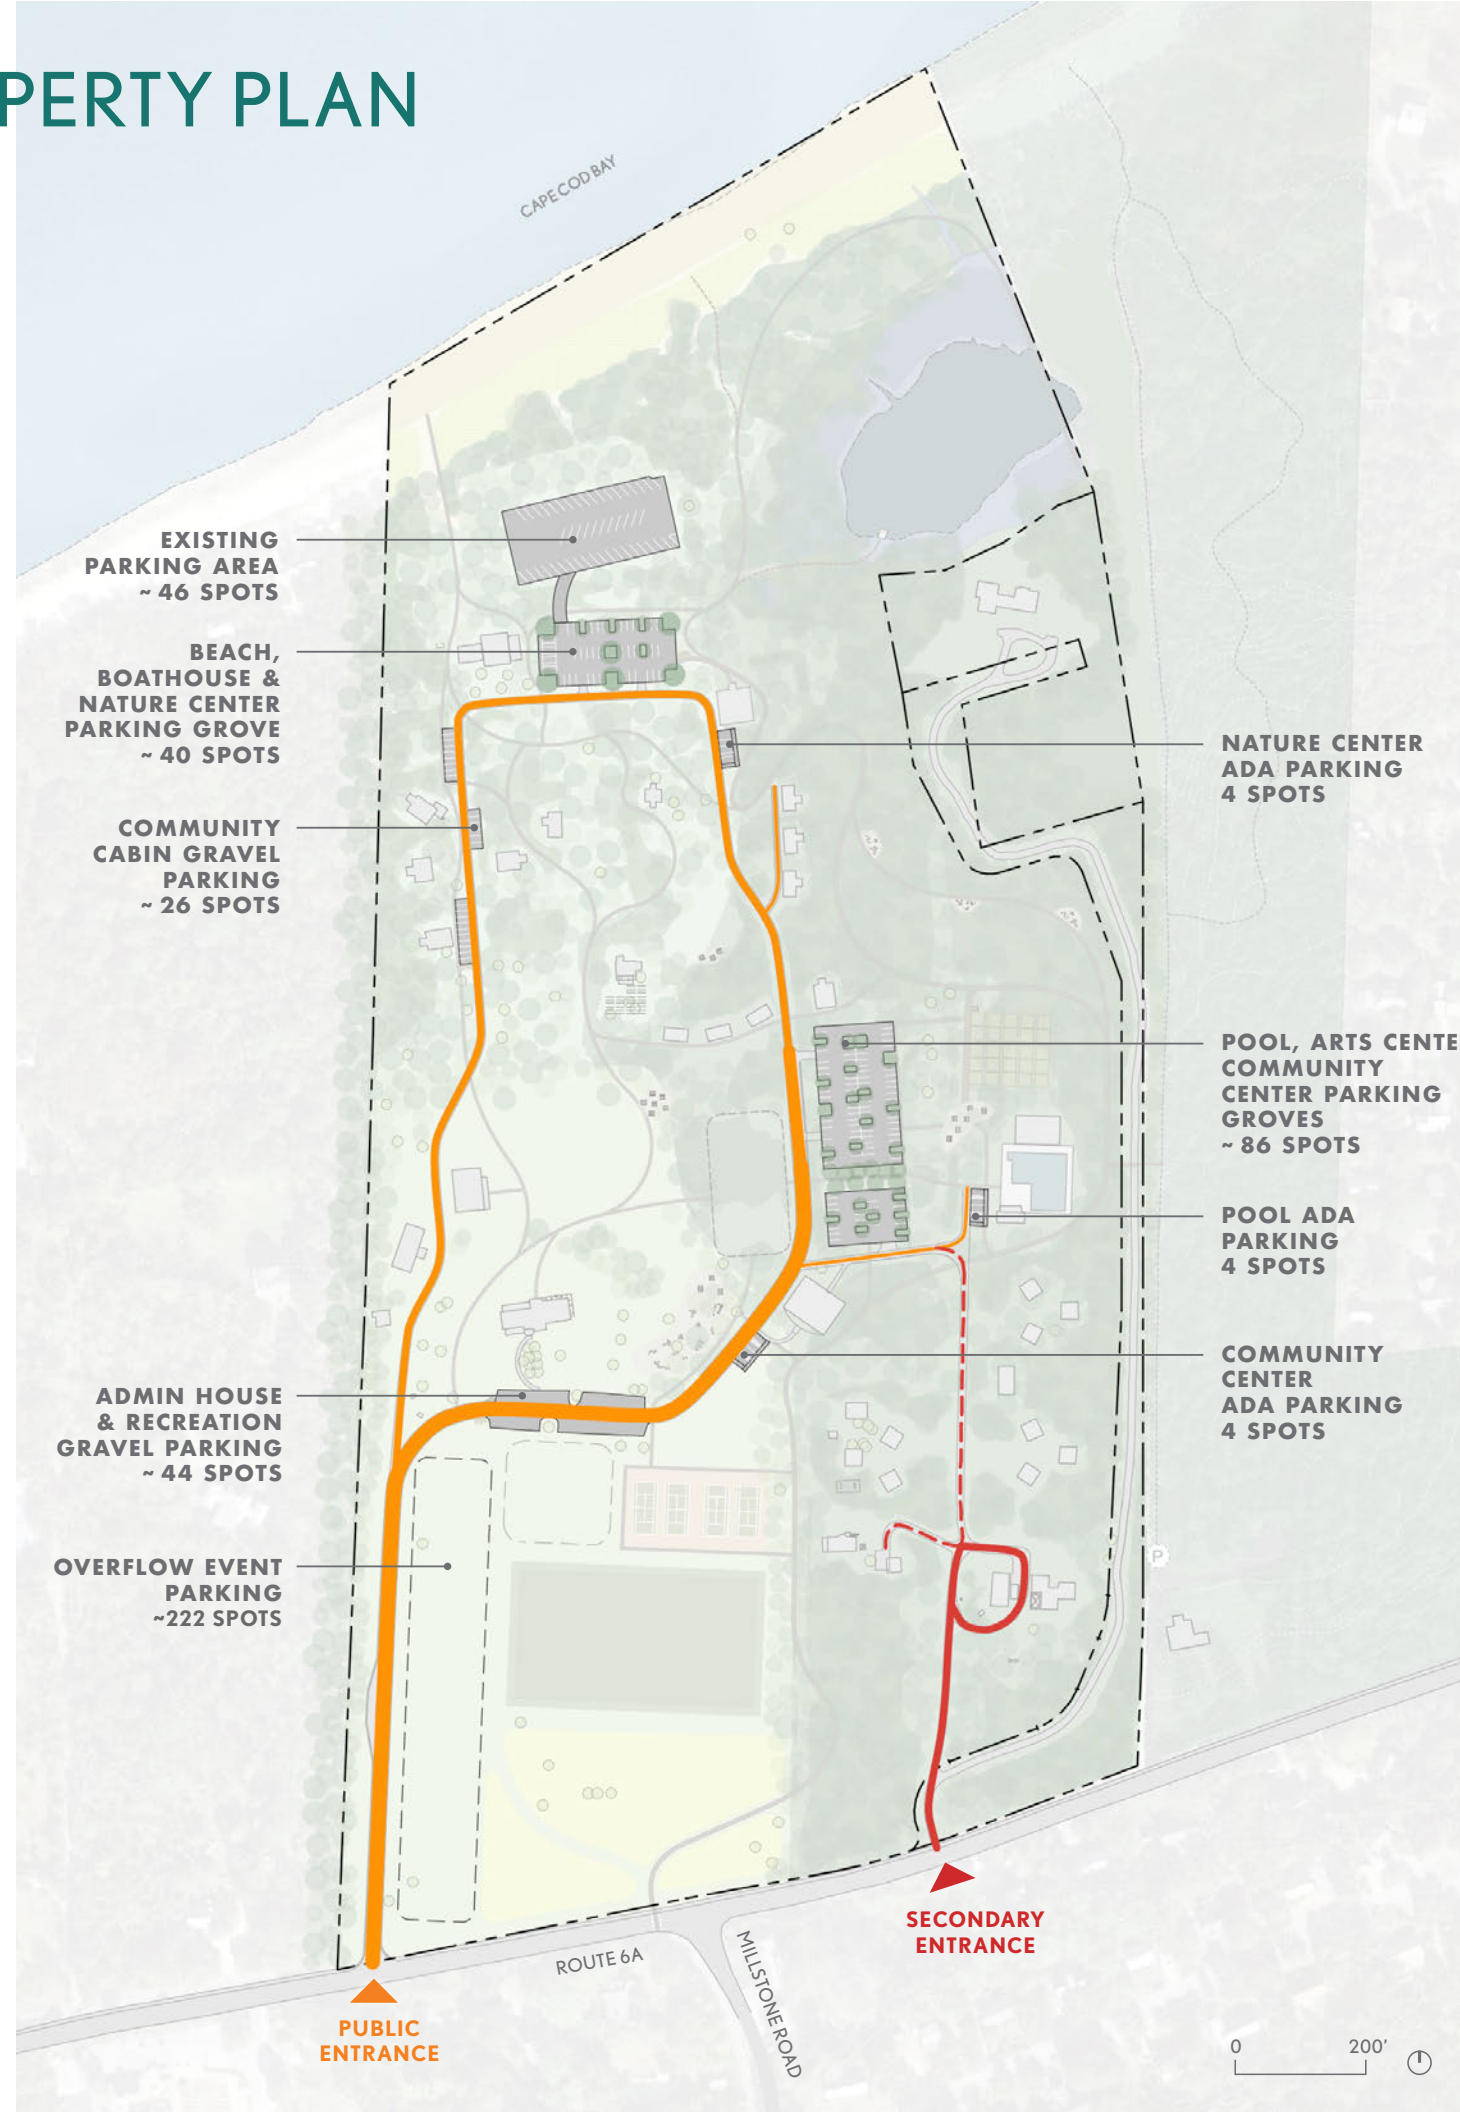 PERTY PLAN
CAPE COD BAY
EXISTING
PARKING AREA
~ 46 SPOTS
BEACH,
BOATHOUSE &
NATURE CENTER
PARKING GROVE
~ 40 SPOTS
COMMUNITY
CABIN GRAVEL
PARKING
~ 26 SPOTS
ADMIN HOUSE
& RECREATION
GRAVEL PARKING
~ 44 SPOTS
OVERFLOW EVENT
PARKING
~222 SPOTS
NATURE CENTER
ADA PARKING
4 SPOTS
POOL, ARTS CENTE
COMMUNITY
CENTER PARKING
GROVES
~ 86 SPOTS
POOL ADA
PARKING
4 SPOTS
COMMUNITY
CENTER
ADA PARKING
4 SPOTS
P
SECONDARY
ENTRANCE
ROUTE 6A
MILLSTONE ROAD
PUBLIC
ENTRANCE
0 200'